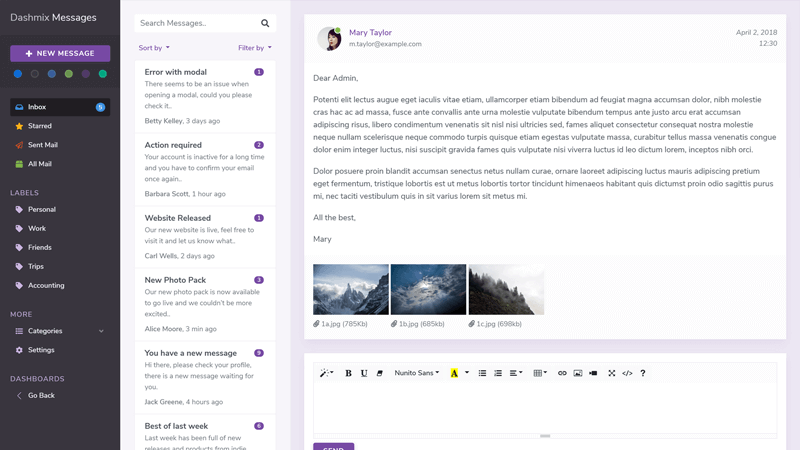 Dashmix Messages
NEW MESSAGE
Inbox 5
Starred
Sent Mail
All Mail
LABELS
Personal
Work
Friends
Trips
Accounting
MORE
Categories
Settings
DASHBOARDS
Go Back
Search Messages..
Sort by
Filter by
Error with modal 1
There seems to be an issue when
opening a modal, could you please
check it..
Betty Kelley, 3 days ago
Action required 2
Your account is inactive for a long time
and you have to confirm your email
once again..
Barbara Scott, 1 hour ago
Website Released 1
Our new website is live, feel free to
visit it and let us know what..
Carl Wells, 2 days ago
New Photo Pack 3
Our new photo pack is now available
to go live and we couldn't be more
excited..
Alice Moore, 3 min ago
You have a new message 9
Hi there, please check your profile,
there is a new message waiting for
you.
Jack Greene, 4 hours ago
Best of last week 6
Last week has been full of new
releases and products from indie
Mary Taylor
m.taylor@example.com
April 2, 2018
12:30
Dear Admin,
Potenti elit lectus augue eget iaculis vitae etiam, ullamcorper etiam bibendum ad feugiat magna accumsan dolor, nibh molestie
cras hac ac ad massa, fusce ante convallis ante urna molestie vulputate bibendum tempus ante justo arcu erat accumsan
adipiscing risus, libero condimentum venenatis sit nisl nisi ultricies sed, fames aliquet consectetur consequat nostra molestie
neque nullam scelerisque neque commodo turpis quisque etiam egestas vulputate massa, curabitur tellus massa venenatis congue
dolor enim integer luctus, nisi suscipit gravida fames quis vulputate nisi viverra luctus id leo dictum lorem, inceptos nibh orci.
Dolor posuere proin blandit accumsan senectus netus nullam curae, ornare laoreet adipiscing luctus mauris adipiscing pretium
eget fermentum, tristique lobortis est ut metus lobortis tortor tincidunt himenaeos habitant quis dictumst proin odio sagittis purus
mi, nec taciti vestibulum quis in sit varius lorem sit metus mi.
All the best,
Mary
1a.jpg (785Kb)
1b.jpg (685kb)
1c.jpg (698kb)
B U Nunito Sans A </> ?
SEND